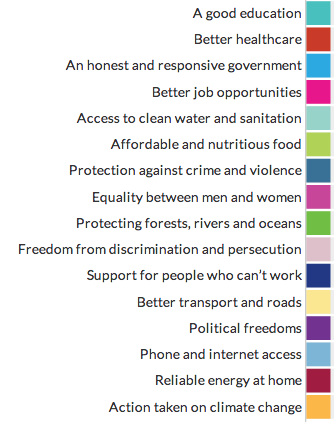 A good education
Better healthcare
An honest and responsive government
Better job opportunities
Access to clean water and sanitation
Affordable and nutritious food
Protection against crime and violence
Equality between men and women
Protecting forests, rivers and oceans
Freedom from discrimination and persecution
Support for people who can't work
Better transport and roads
Political freedoms
Phone and internet access
Reliable energy at home
Action taken on climate change